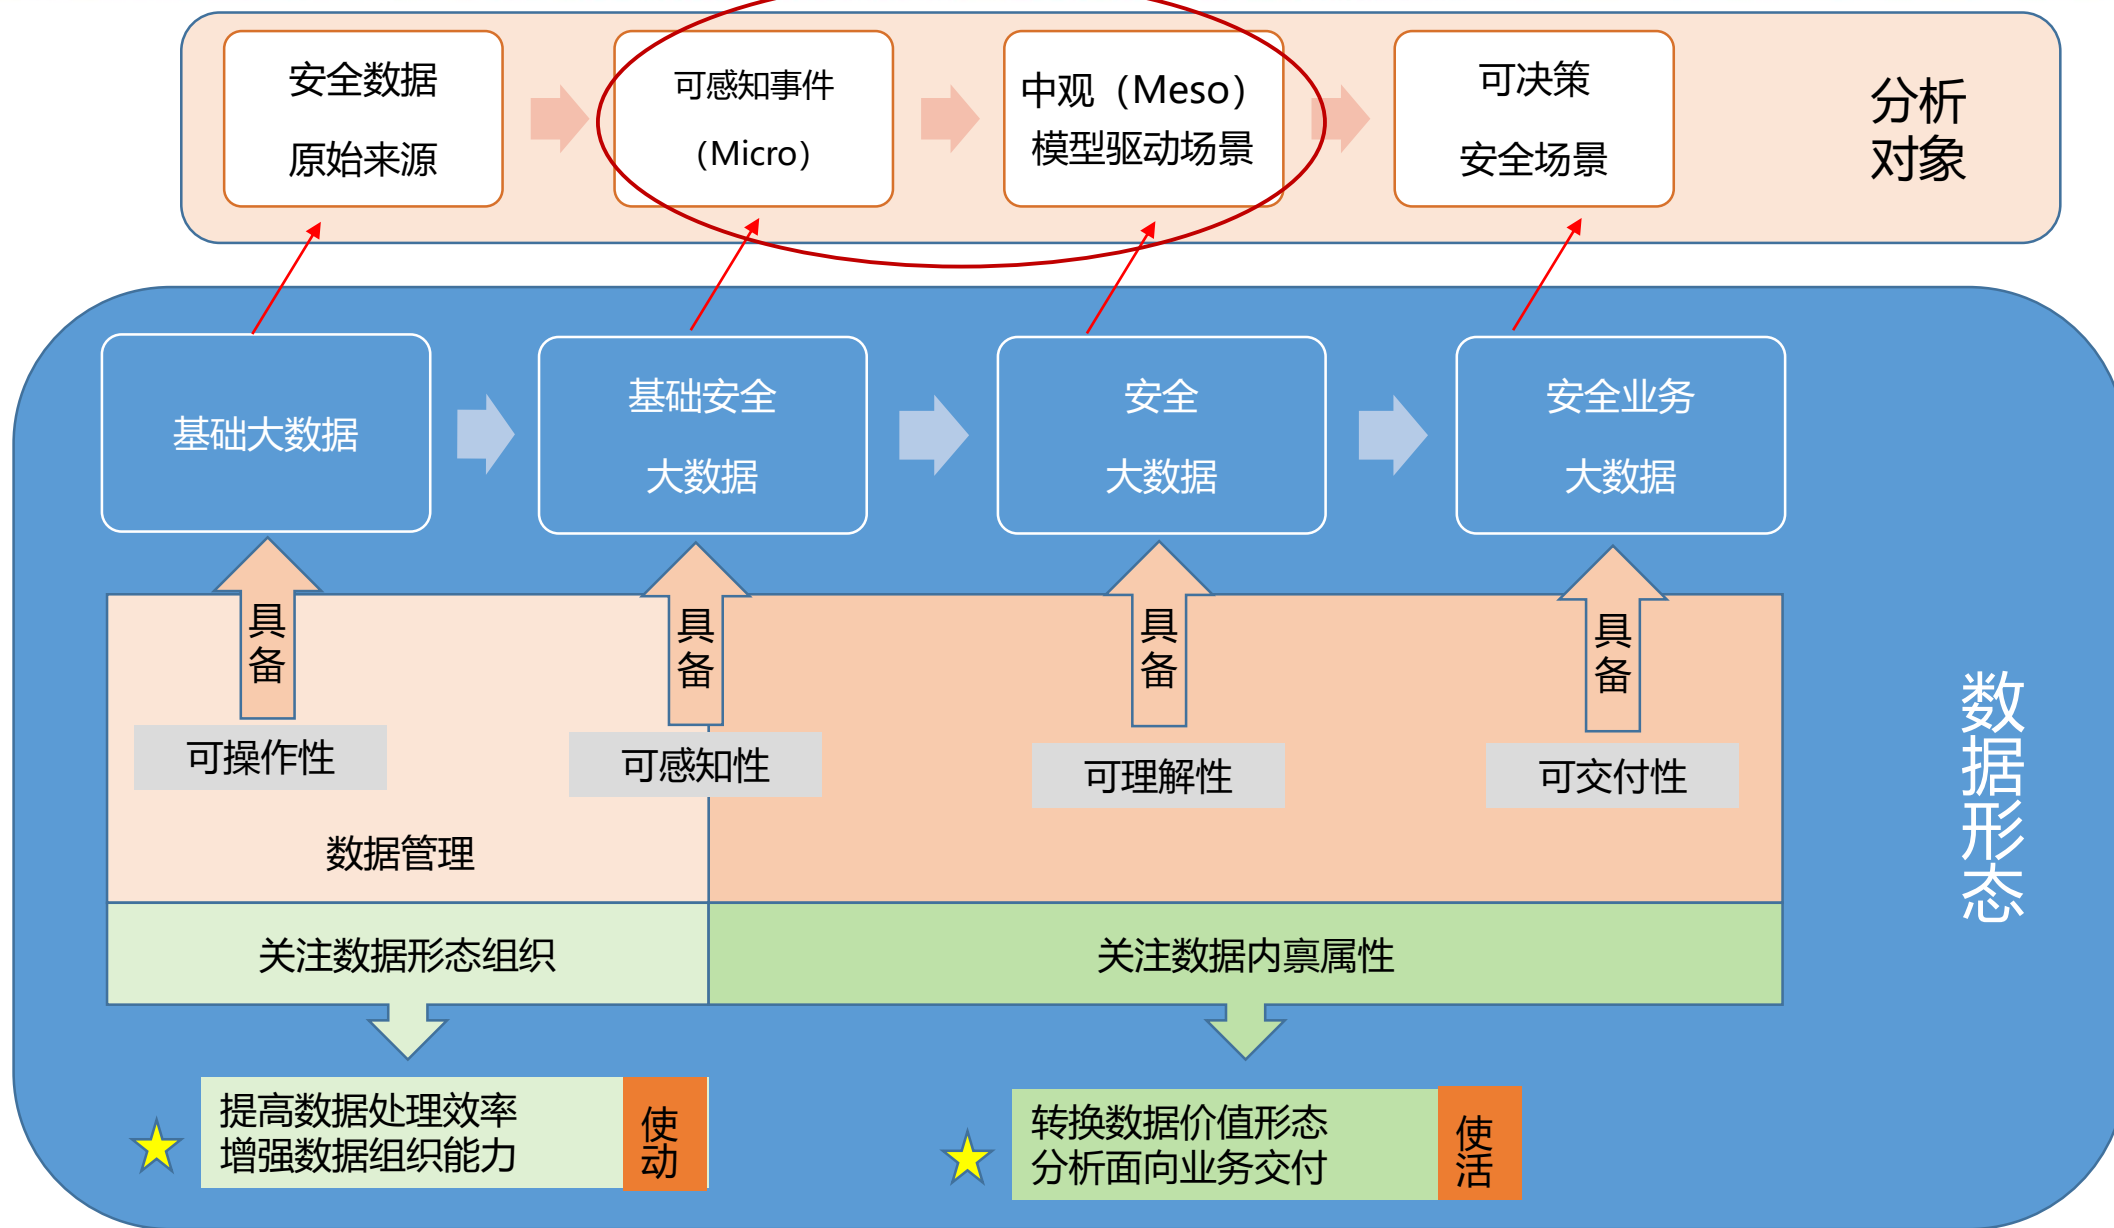 安全数据
原始来源
可感知事件
（Micro）
中观（Meso）
模型驱动场景
可决策
安全场景
分析
对象
基础大数据
基础安全
大数据
安全
大数据
安全业务
大数据
具
备
具
备
具
备
具
备
可操作性
可感知性
可理解性
可交付性
数据管理
数
据
形
态
关注数据形态组织
关注数据内禀属性
提高数据处理效率
增强数据组织能力
使
动
转换数据价值形态
分析面向业务交付
使
活